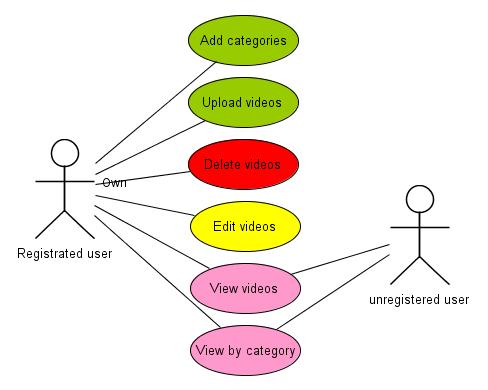 Add categories
Upload videos
Delete videos
Own
Edit videos
Registrated user
View videos
unregistered user
View by category